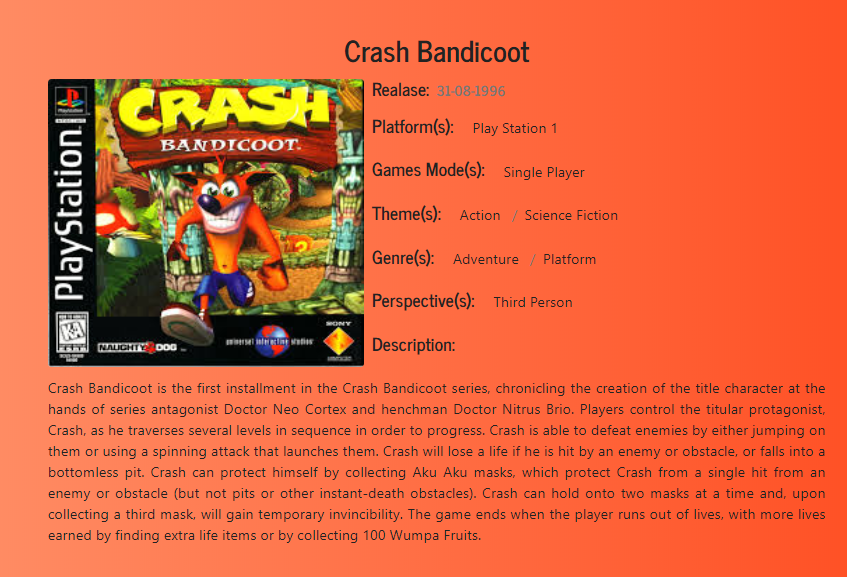 Crash Bandicoot
PlayStation
PlayStation
CRASH
BANDICOOT
NAUGHTY DOG
universal interactive studios
SONY
Realase: 31-08-1996
Platform(s): Play Station 1
Games Mode(s): Single Player
Theme(s): Action / Science Fiction
Genre(s): Adventure / Platform
Perspective(s): Third Person
Description:
Crash Bandicoot is the first installment in the Crash Bandicoot series, chronicling the creation of the title character at the
hands of series antagonist Doctor Neo Cortex and henchman Doctor Nitrus Brio. Players control the titular protagonist,
Crash, as he traverses several levels in sequence in order to progress. Crash is able to defeat enemies by either jumping on
them or using a spinning attack that launches them. Crash will lose a life if he is hit by an enemy or obstacle, or falls into a
bottomless pit. Crash can protect himself by collecting Aku Aku masks, which protect Crash from a single hit from an
enemy or obstacle (but not pits or other instant-death obstacles). Crash can hold onto two masks at a time and, upon
collecting a third mask, will gain temporary invincibility. The game ends when the player runs out of lives, with more lives
earned by finding extra life items or by collecting 100 Wumpa Fruits.